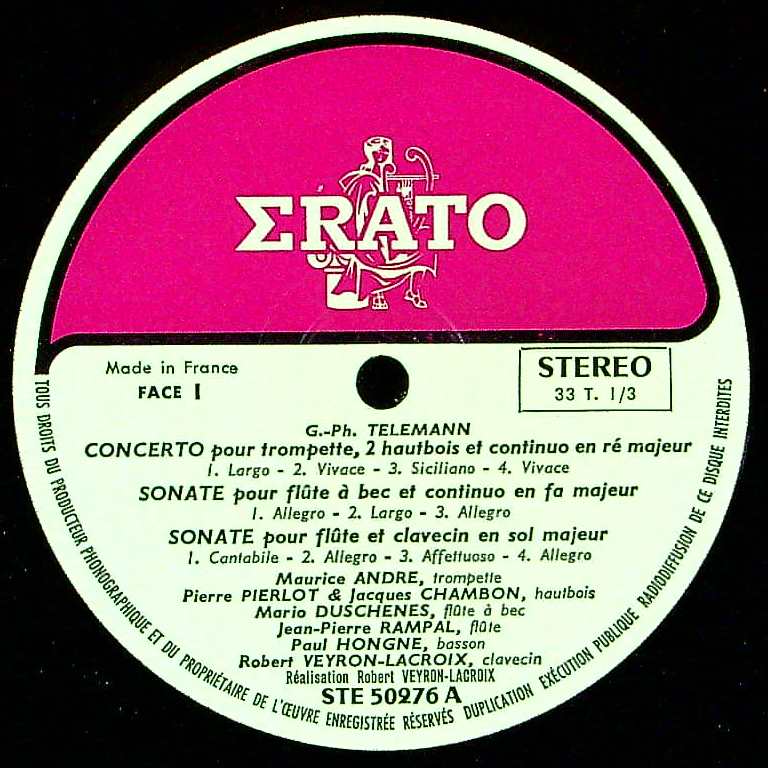 ΣRATO
Made in France
FACE I
STEREO
33 T. 1/3
G.-Ph. TELEMANN
CONCERTO pour trompette, 2 hautbois et continuo en ré majeur
1. Largo - 2. Vivace - 3. Siciliano - 4. Vivace
SONATE pour flûte à bec et continuo en fa majeur
1. Allegro - 2. Largo - 3. Allegro
SONATE pour flûte et clavecin en sol majeur
1. Cantabile - 2. Allegro - 3. Affettuoso - 4. Allegro
Maurice ANDRE, trompette
Pierre PIERLOT & Jacques CHAMBON, hautbois
Mario DUSCHENES, flûte à bec
Jean-Pierre RAMPAL, flûte
Paul HONGNE, basson
Robert VEYRON-LACROIX, clavecin
Réalisation Robert VEYRON-LACROIX
STE 50276 A
TOUS DROITS DU PRODUCTEUR PHONOGRAPHIQUE ET DU PROPRIÉTAIRE DE L'ŒUVRE ENREGISTRÉE RÉSERVÉS DUPLICATION EXÉCUTION PUBLIQUE RADIODIFFUSION DE CE DISQUE INTERDITES